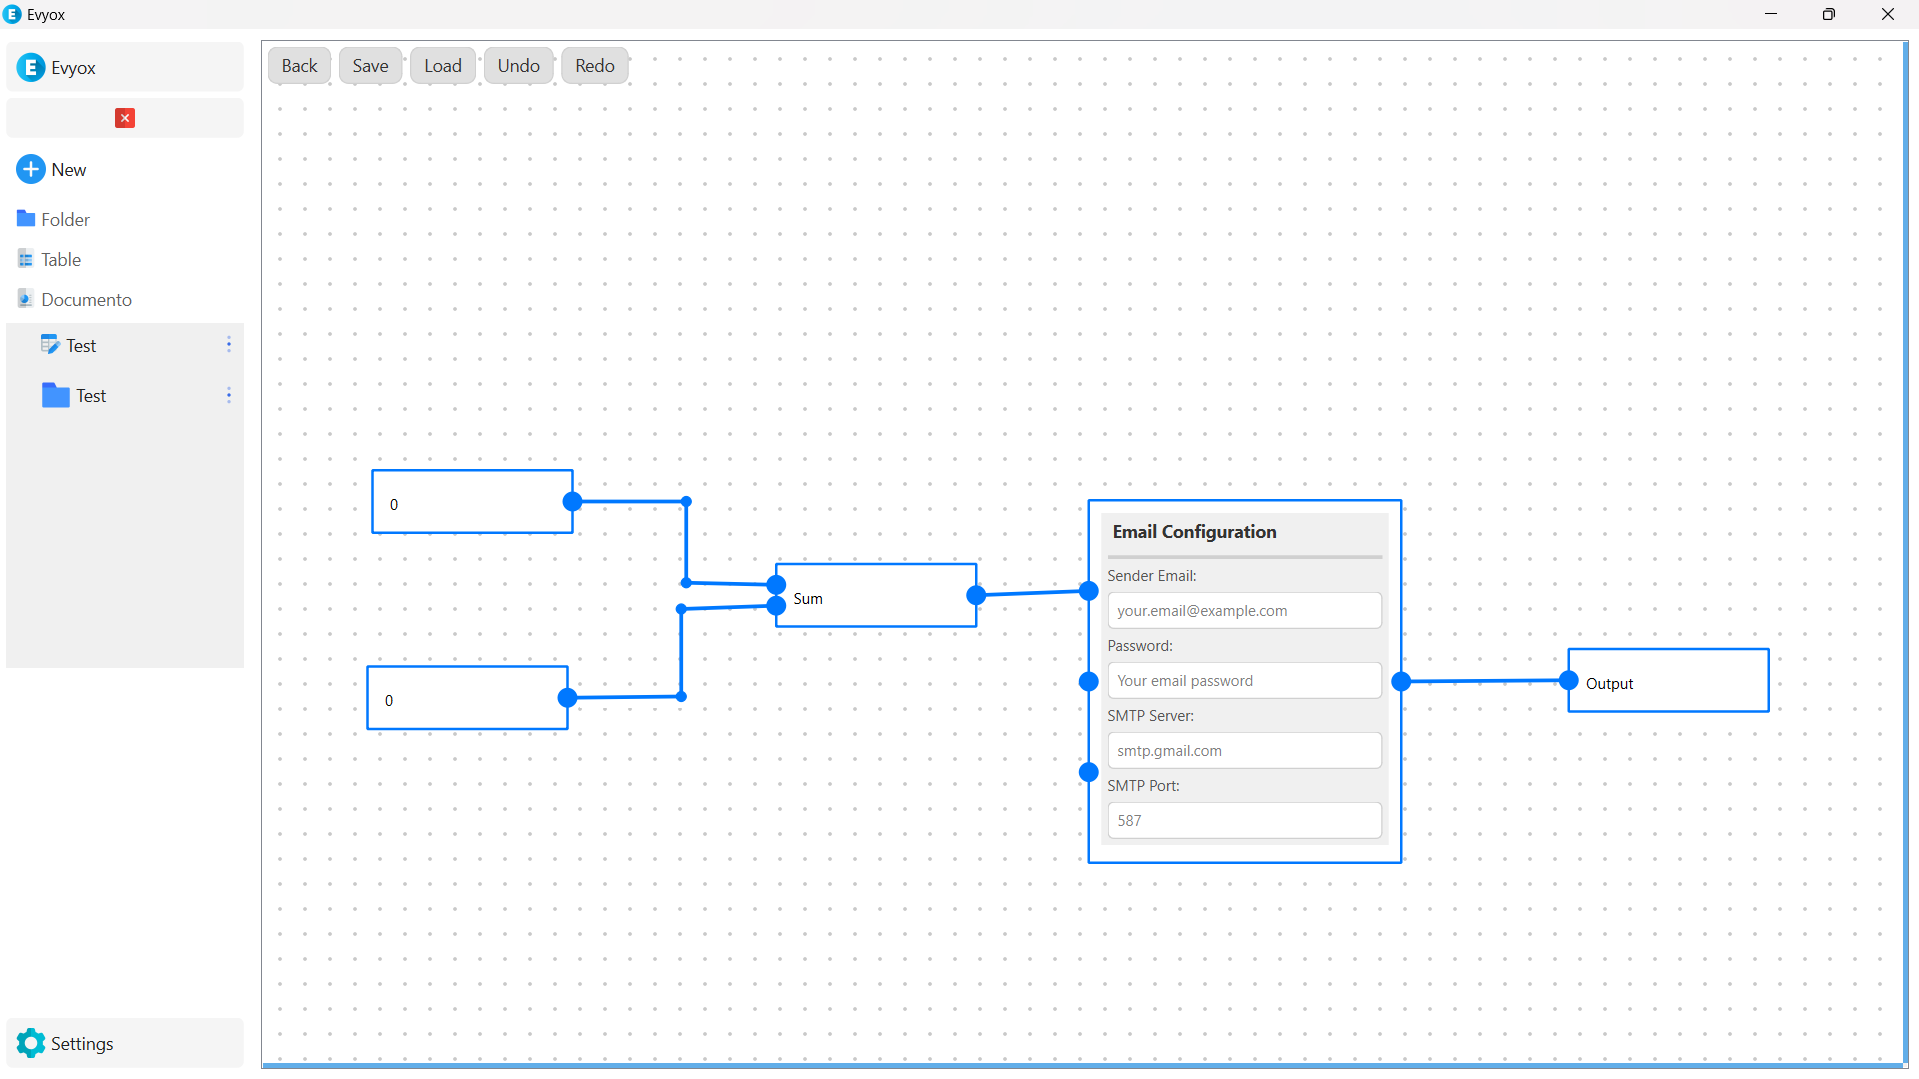 Evyox
Evyox
New
Folder
Table
Documento
Test
Test
Settings
Back Save Load Undo Redo
0
0
Sum
Email Configuration
Sender Email:
your.email@example.com
Password:
Your email password
SMTP Server:
smtp.gmail.com
SMTP Port:
587
Output